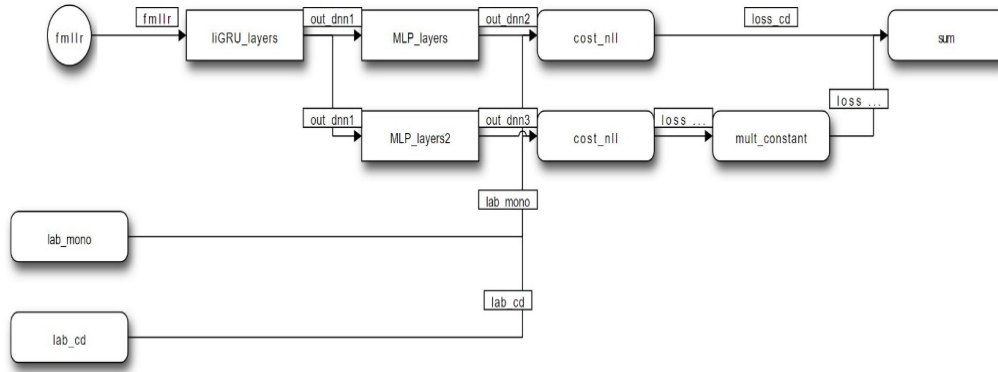 fmllr
fmllr
liGRU_layers
out_dnn1
MLP_layers
out_dnn2
cost_nll
loss_cd
sum
out_dnn1
MLP_layers2
out_dnn3
cost_nll
loss ...
mult_constant
loss ...
lab_mono
lab_mono
lab_cd
lab_cd